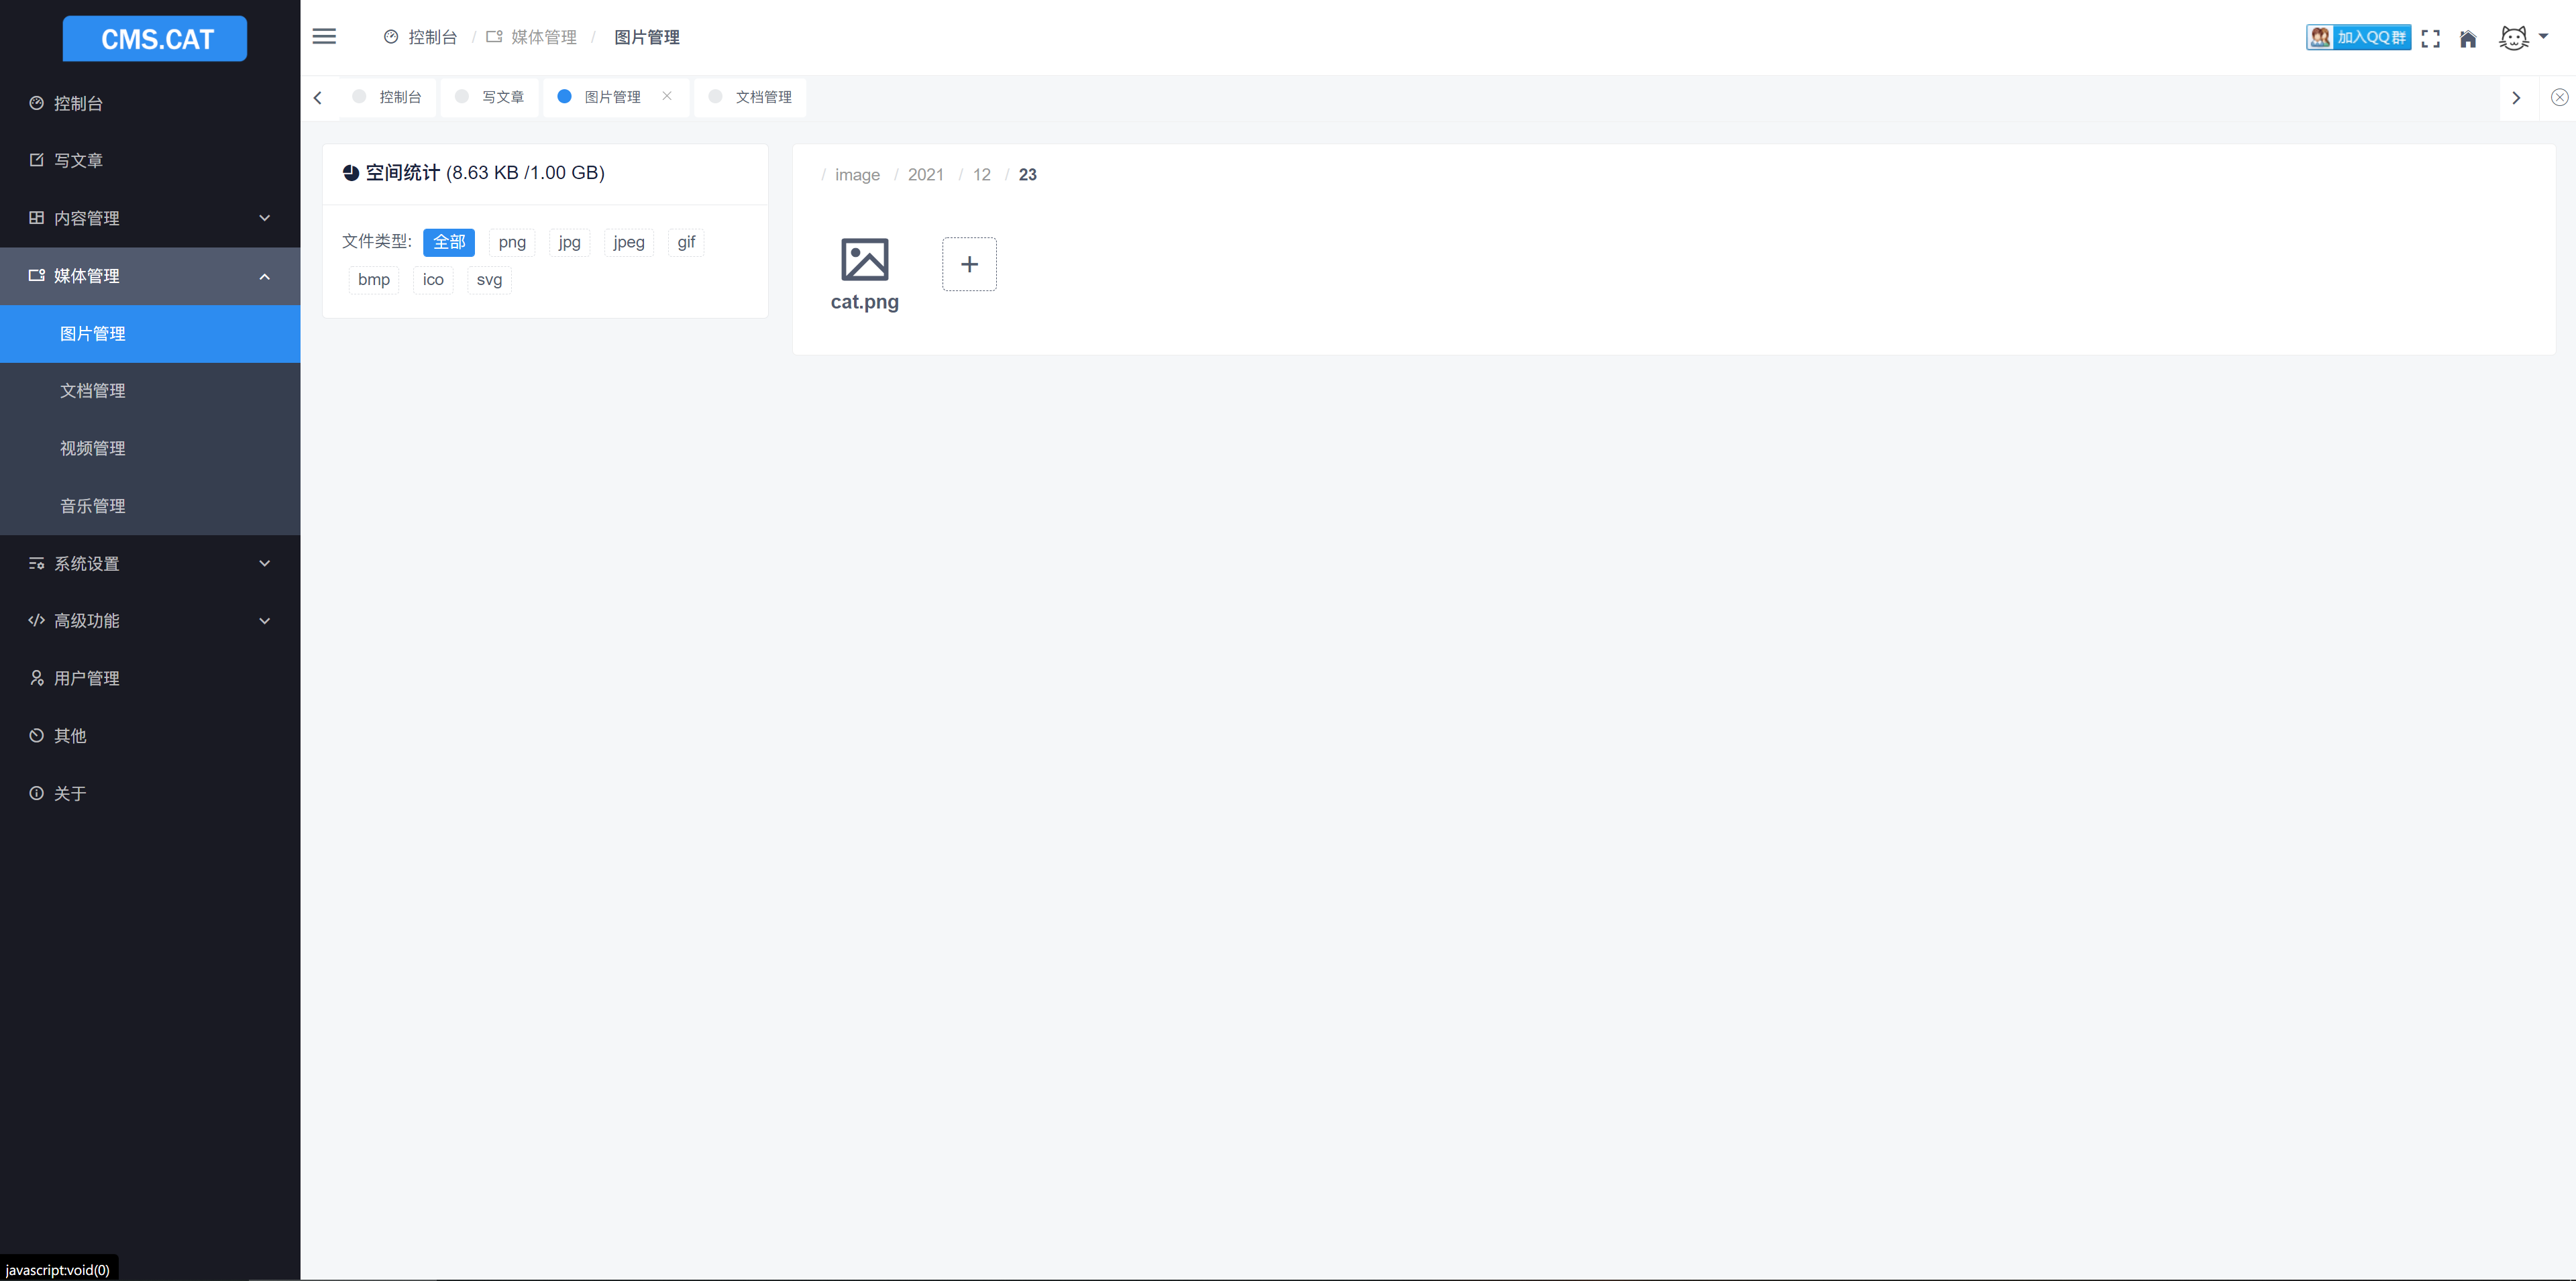 CMS.CAT
控制台
写文章
内容管理
媒体管理
图片管理
文档管理
视频管理
音乐管理
系统设置
高级功能
用户管理
其他
关于
javascript:void(0)
控制台 / 媒体管理 / 图片管理
加入QQ群
控制台 写文章 图片管理 文档管理
空间统计 (8.63 KB /1.00 GB)
文件类型: 全部 png jpg jpeg gif
bmp ico svg
/ image / 2021 / 12 / 23
cat.png